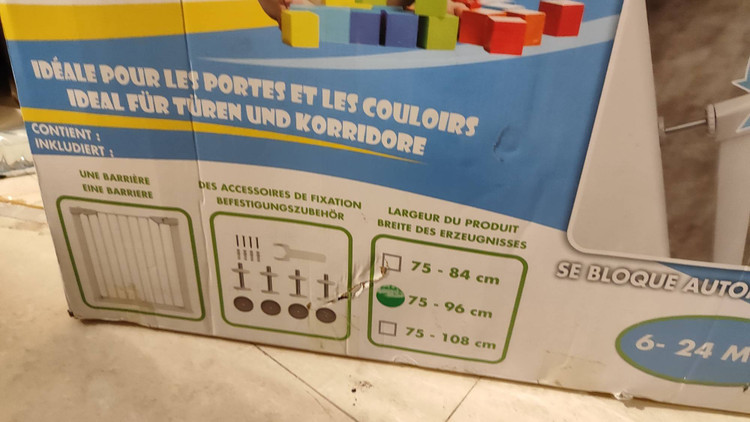 IDÉALE POUR LES PORTES ET LES COULOIRS
IDEAL FÜR TÜREN UND KORRIDORE
CONTIENT :
INKLUDIERT :
UNE BARRIÈRE
EINE BARRIERE
DES ACCESSOIRES DE FIXATION
BEFESTIGUNGSZUBEHÖR
LARGEUR DU PRODUIT
BREITE DES ERZEUGNISSES
75 - 84 cm
75 - 96 cm
75 - 108 cm
SE BLOQUE AUTO
6- 24 M